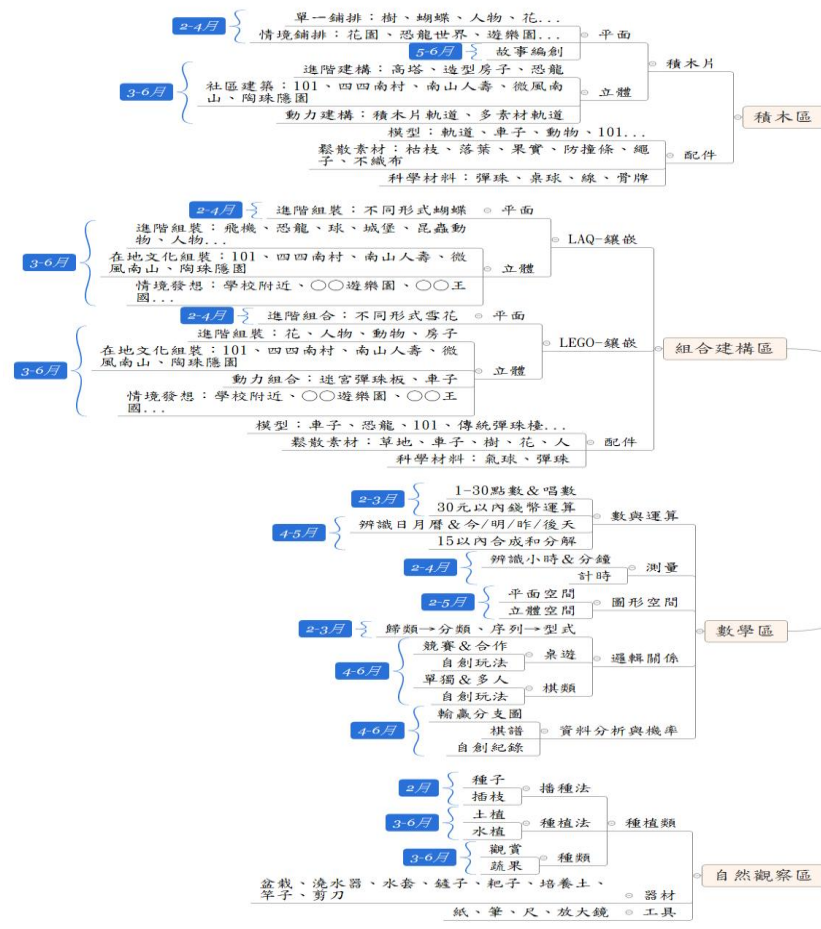 2-4月
單一鋪排：樹、蝴蝶、人物、花...
情境鋪排：花園、恐龍世界、遊樂園...
平面
5-6月
故事編創
積木片
進階建構：高塔、造型房子、恐龍
3-6月
社區建築：101、四四南村、南山人壽、微風南
山、陶珠隱園
立體
積木區
動力建構：積木片軌道、多素材軌道
模型：軌道、車子、動物、101...
鬆散素材：枯枝、落葉、果實、防撞條、繩
子、不織布
配件
科學材料：彈珠、桌球、線、骨牌
2-4月
進階組裝：不同形式蝴蝶
平面
進階組裝：飛機、恐龍、球、城堡、昆蟲動
物、人物...
LAQ-鑲嵌
3-6月
在地文化組裝：101、四四南村、南山人壽、微
風南山、陶珠隱園
立體
情境發想：學校附近、○○遊樂園、○○王
國...
2-4月
進階組合：不同形式雪花
平面
進階組裝：花、人物、動物、房子
LEGO-鑲嵌
組合建構區
在地文化組裝：101、四四南村、南山人壽、微
風南山、陶珠隱園
3-6月
立體
動力組合：迷宮彈珠板、車子
情境發想：學校附近、○○遊樂園、○○王
國...
模型：車子、恐龍、101、傳統彈珠檯...
鬆散素材：草地、車子、樹、花、人
配件
科學材料：氣球、彈珠
2-3月
1-30點數&唱數
30元以內錢幣運算
數與運算
4-5月
辨識日月曆&今/明/昨/後天
15以內合成和分解
2-4月
辨識小時&分鐘
測量
計時
2-5月
平面空間
圖形空間
立體空間
數學區
2-3月
歸類→分類、序列→型式
競賽&合作
桌遊
邏輯關係
自創玩法
4-6月
單獨&多人
棋類
自創玩法
輸贏分支圖
4-6月
棋譜
資料分析與機率
自創紀錄
2月
種子
播種法
插枝
3-6月
土植
種植法
種植類
水植
3-6月
觀賞
種類
蔬果
自然觀察區
盆栽、澆水器、水套、鏟子、耙子、培養土、
竿子、剪刀
器材
紙、筆、尺、放大鏡
工具